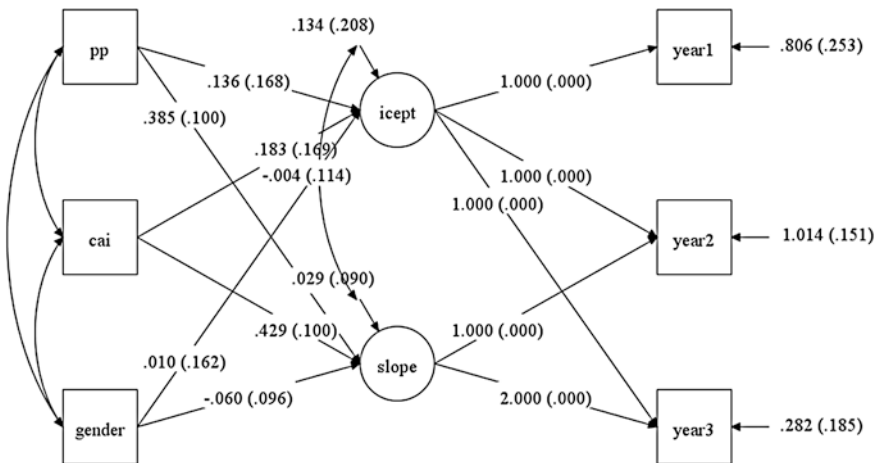 .134 (.208)
pp
year1
.806 (.253)
.136 (.168)
1.000 (.000)
icept
.385 (.100)
.183 (.169)
-.004 (.114)
1.000 (.000)
1.000 (.000)
cai
year2
1.014 (.151)
.029 (.090)
.429 (.100)
1.000 (.000)
.010 (.162)
slope
-.060 (.096)
2.000 (.000)
gender
year3
.282 (.185)